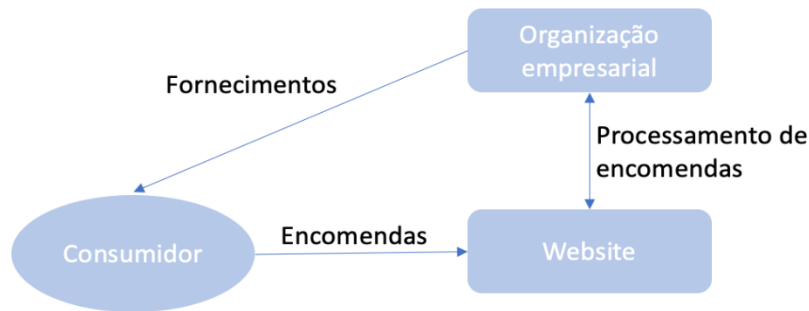 Organização
empresarial
Fornecimentos
Processamento de
encomendas
Consumidor
Encomendas
Website